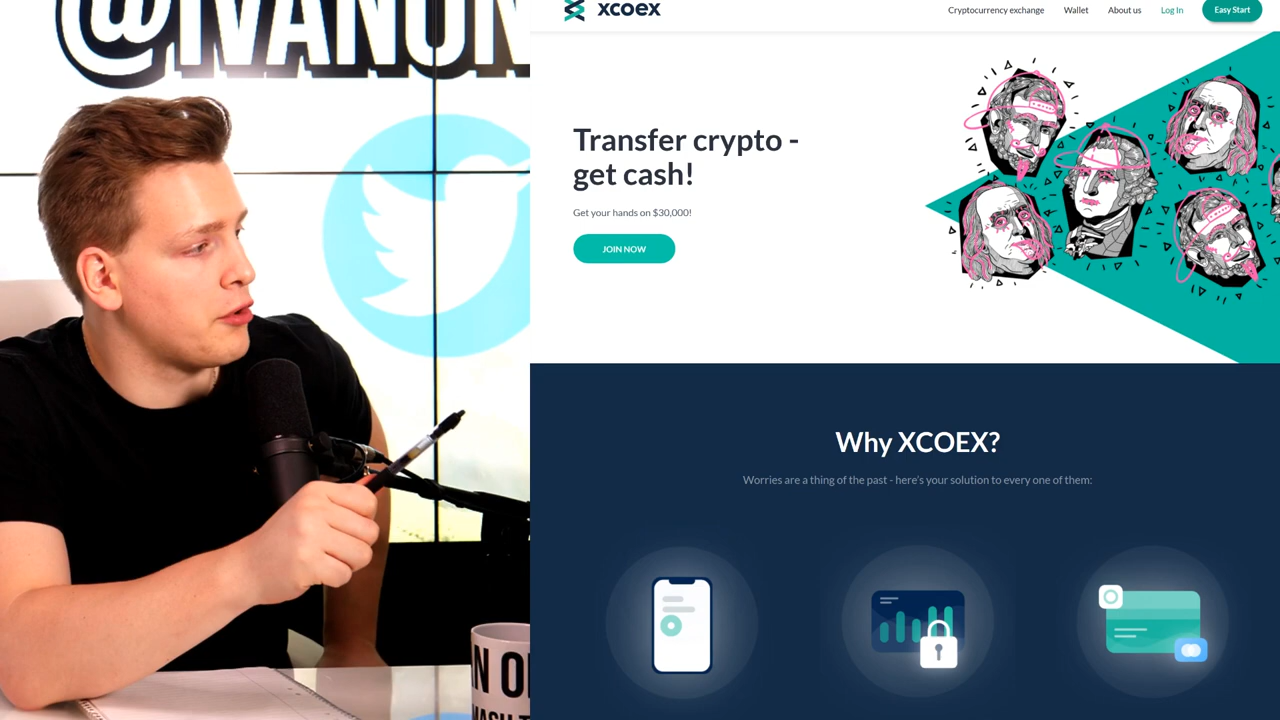 @IVANON
xcoex
Cryptocurrency exchange
Wallet
About us
Log In
Easy Start
Transfer crypto -
get cash!
Get your hands on $30,000!
JOIN NOW
Why XCOEX?
Worries are a thing of the past - here's your solution to every one of them:
N O